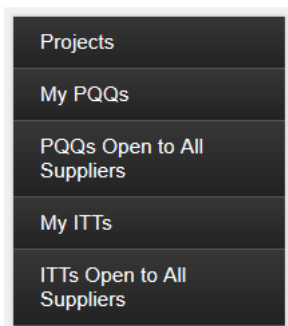 Projects
My PQQs
PQQs Open to All
Suppliers
My ITTs
ITTs Open to All
Suppliers